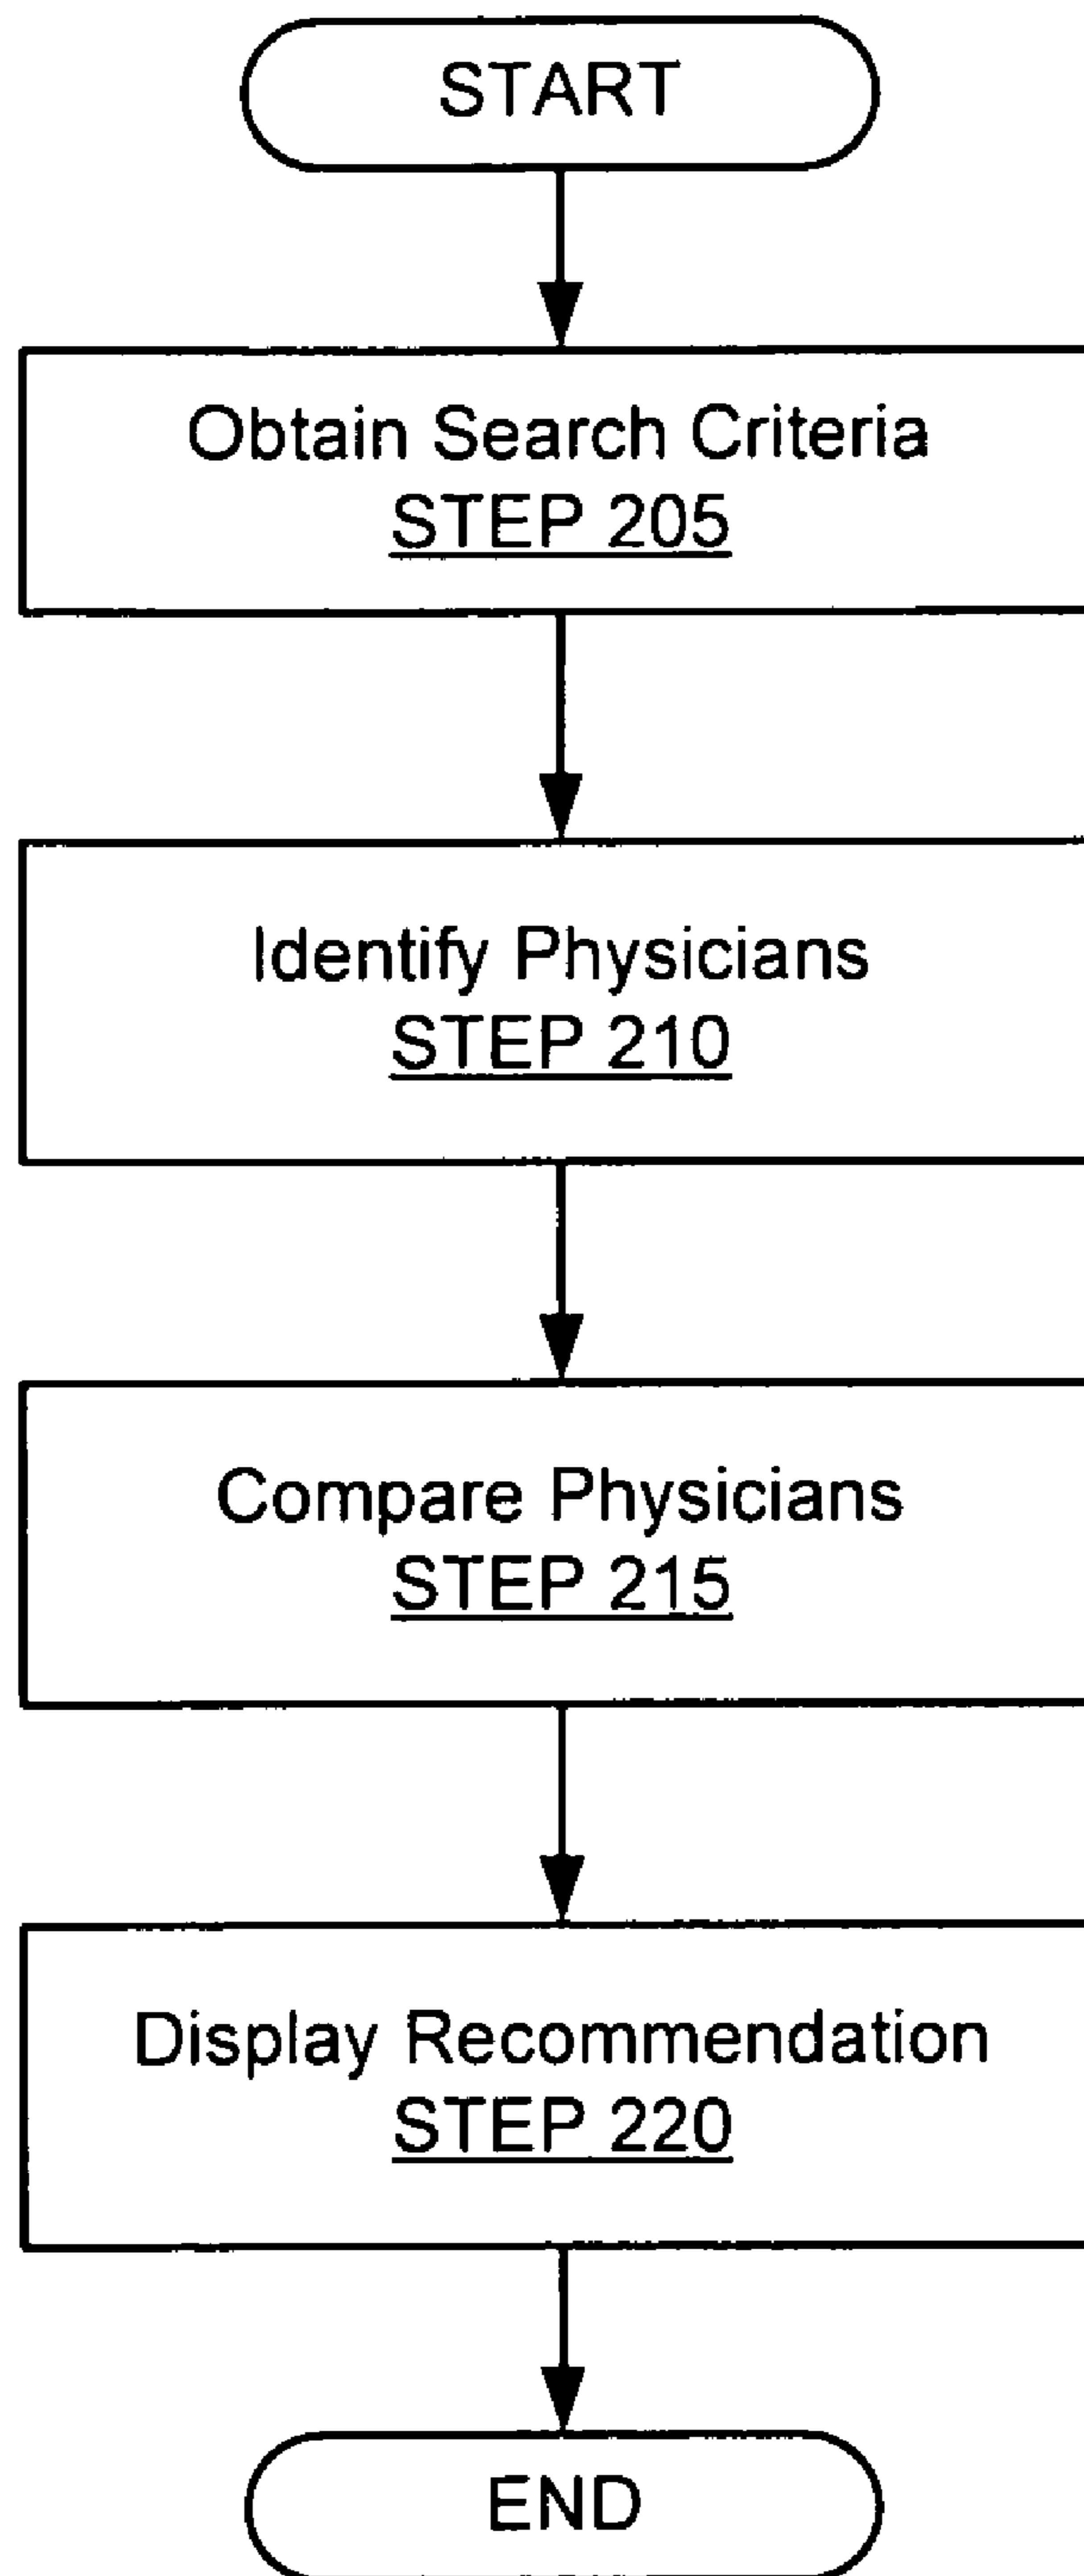 START
Obtain Search Criteria
STEP 205
Identify Physicians
STEP 210
Compare Physicians
STEP 215
Display Recommendation
STEP 220
END